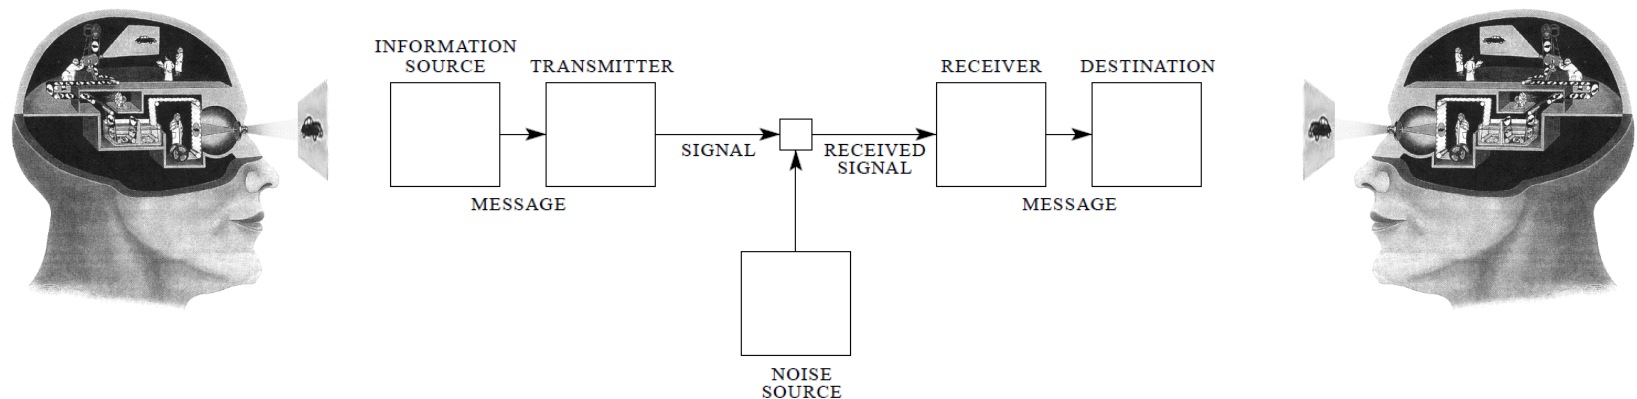 INFORMATION
SOURCE
TRANSMITTER
RECEIVER
DESTINATION
SIGNAL
RECEIVED
SIGNAL
MESSAGE
MESSAGE
NOISE
SOURCE